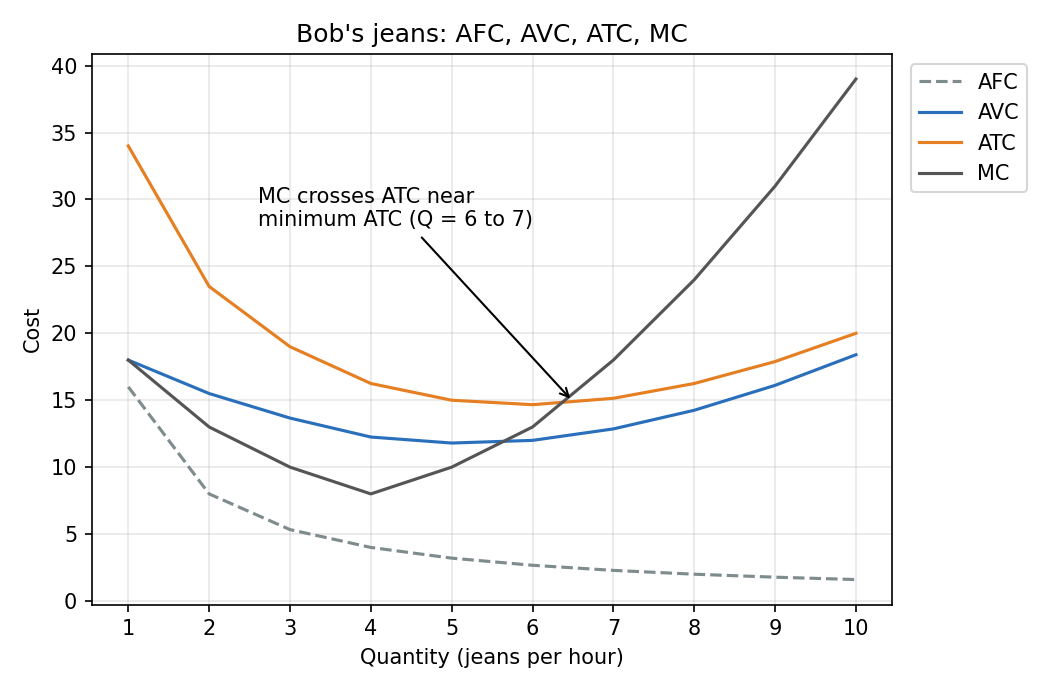 Bob's jeans: AFC, AVC, ATC, MC
40
35
30
25
20
15
10
5
0
Cost
MC crosses ATC near
minimum ATC (Q = 6 to 7)
1 2 3 4 5 6 7 8 9 10
Quantity (jeans per hour)
AFC
AVC
ATC
MC